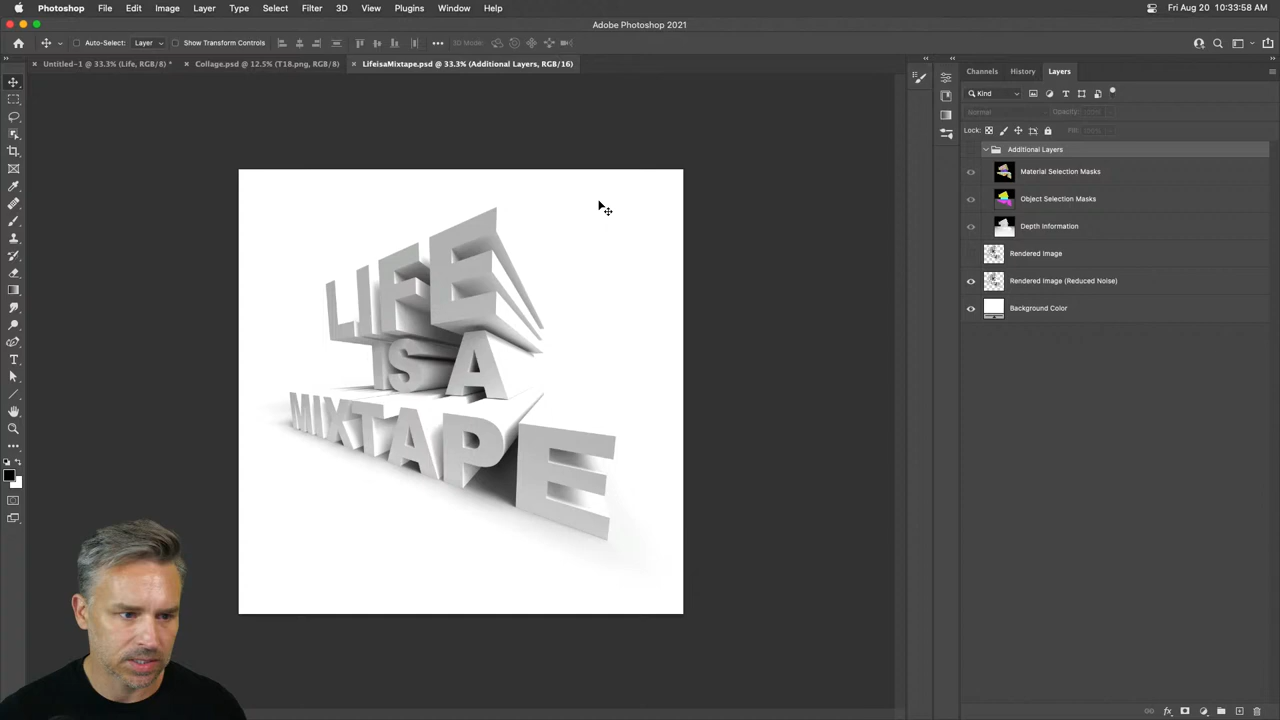 Photoshop File Edit Image Layer Type Select Filter 3D View Plugins Window Help Fri Aug 20 10:33:58 AM
Adobe Photoshop 2021
Auto-Select: Layer Show Transform Controls 3D Mode:
Untitled-1 @ 33.3% (Life, RGB/8) * Collage.psd @ 12.5% (T18.png, RGB/8) LifeisaMixtape.psd @ 33.3% (Additional Layers, RGB/16)
Channels History Layers
Kind
Normal Opacity: 100%
Lock: Fill: 100%
Additional Layers
Material Selection Masks
Object Selection Masks
Depth Information
Rendered Image
Rendered Image (Reduced Noise)
Background Color
LIFE
IS A
MIXTAPE